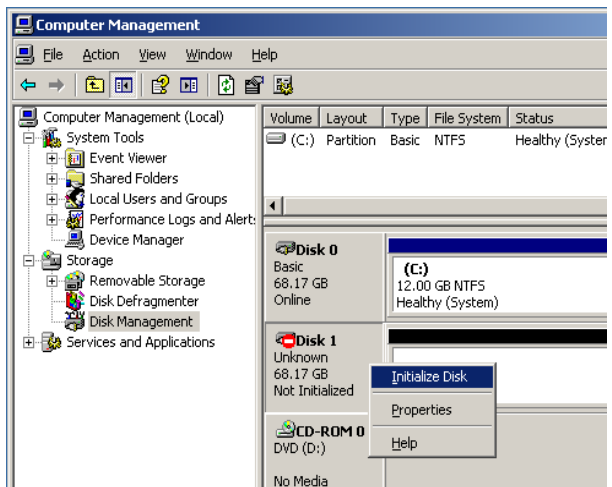 Computer Management
File Action View Window Help
Computer Management (Local)
System Tools
Event Viewer
Shared Folders
Local Users and Groups
Performance Logs and Alert:
Device Manager
Storage
Removable Storage
Disk Defragmenter
Disk Management
Services and Applications
Volume Layout Type File System Status
(C:) Partition Basic NTFS Healthy (System
Disk 0
Basic
68.17 GB
Online
(C:)
12.00 GB NTFS
Healthy (System)
Disk 1
Unknown
68.17 GB
Not Initialized
Initialize Disk
Properties
Help
CD-ROM 0
DVD (D:)
No Media